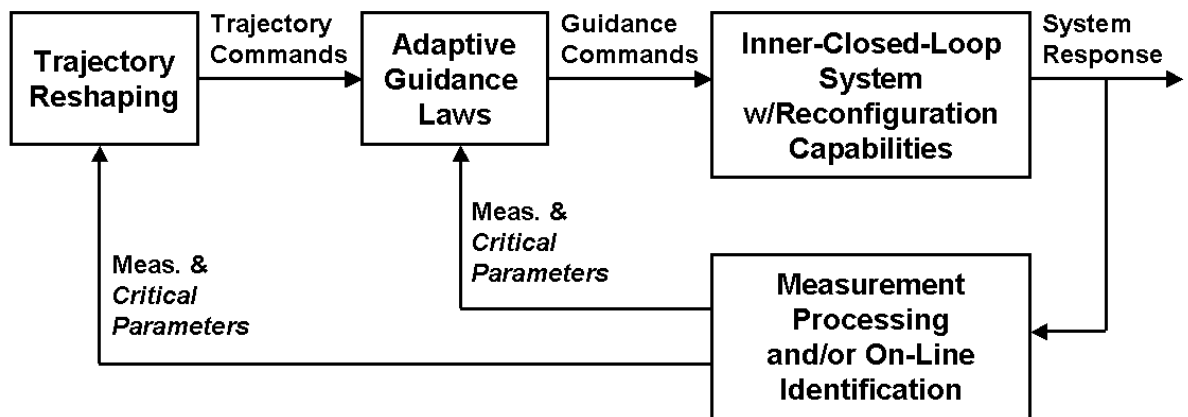 Trajectory
Reshaping
Trajectory
Commands
Adaptive
Guidance
Laws
Guidance
Commands
Inner-Closed-Loop
System
w/Reconfiguration
Capabilities
System
Response
Meas. &
Critical
Parameters
Meas. &
Critical
Parameters
Measurement
Processing
and/or On-Line
Identification